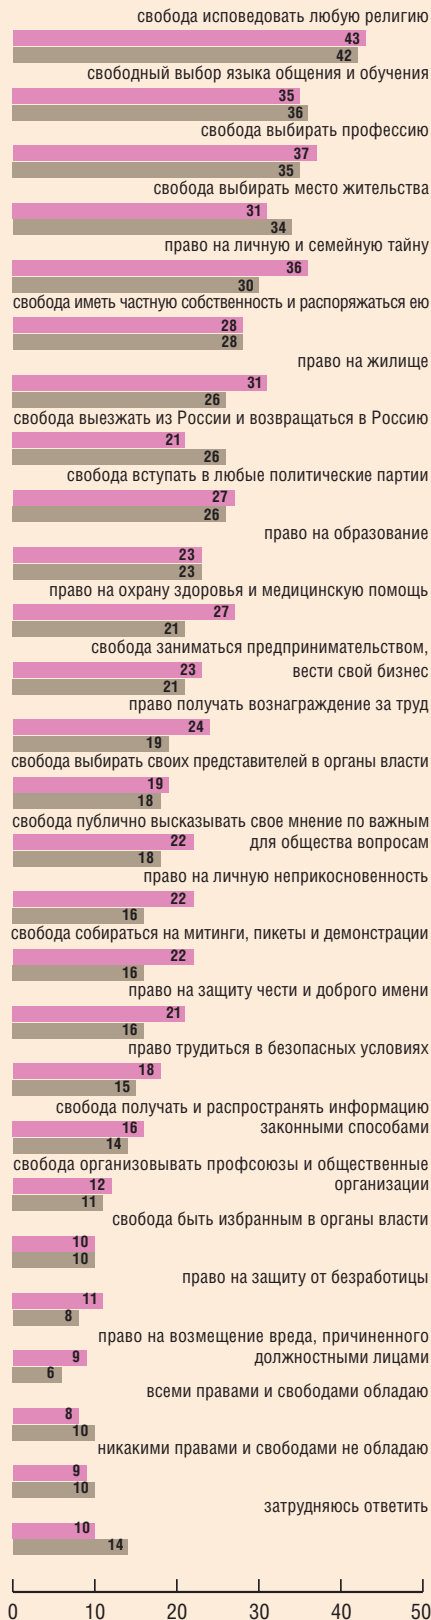 свобода исповедовать любую религию
43
42
свободный выбор языка общения и обучения
35
36
свобода выбирать профессию
37
35
свобода выбирать место жительства
31
34
право на личную и семейную тайну
36
30
свобода иметь частную собственность и распоряжаться ею
28
28
право на жилище
31
26
свобода выезжать из России и возвращаться в Россию
21
26
свобода вступать в любые политические партии
27
26
право на образование
23
23
право на охрану здоровья и медицинскую помощь
27
21
свобода заниматься предпринимательством,
вести свой бизнес
23
21
право получать вознаграждение за труд
24
19
свобода выбирать своих представителей в органы власти
19
18
свобода публично высказывать свое мнение по важным
для общества вопросам
22
18
право на личную неприкосновенность
22
16
свобода собираться на митинги, пикеты и демонстрации
22
16
право на защиту чести и доброго имени
21
16
право трудиться в безопасных условиях
18
15
свобода получать и распространять информацию
законными способами
16
14
свобода организовывать профсоюзы и общественные
организации
12
11
свобода быть избранным в органы власти
10
10
право на защиту от безработицы
11
8
право на возмещение вреда, причиненного
должностными лицами
9
6
всеми правами и свободами обладаю
8
10
никакими правами и свободами не обладаю
9
10
затрудняюсь ответить
10
14
0 10 20 30 40 50